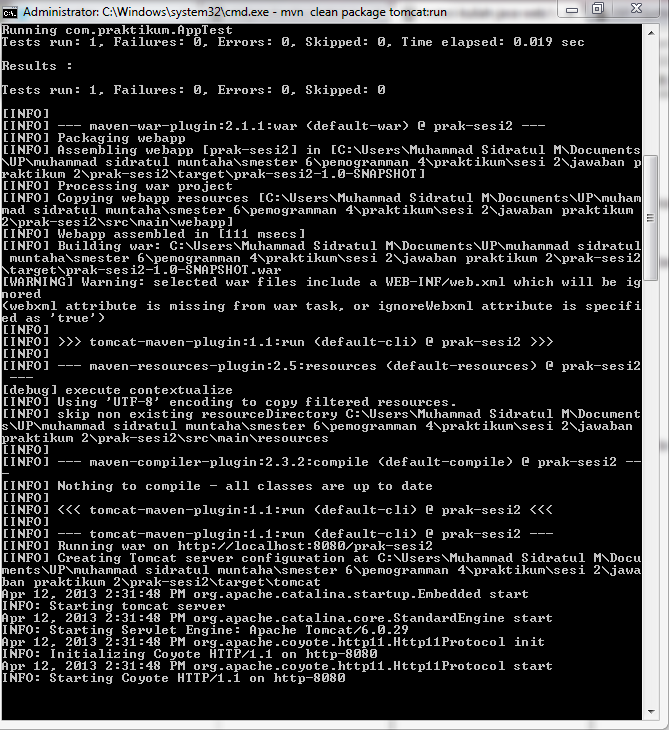 Administrator: C:\Windows\system32\cmd.exe - mvn  clean package tomcat:run
Running com.praktikum.AppTest
Tests run: 1, Failures: 0, Errors: 0, Skipped: 0, Time elapsed: 0.019 sec
Results :
Tests run: 1, Failures: 0, Errors: 0, Skipped: 0
[INFO]
[INFO] --- maven-war-plugin:2.1.1:war (default-war) @ prak-sesi2 ---
[INFO] Packaging webapp
[INFO] Assembling webapp [prak-sesi2] in [C:\Users\Muhammad Sidratul M\Documents
\UP\muhammad sidratul muntaha\smester 6\pemogramman 4\praktikum\sesi 2\jawaban p
raktikum 2\prak-sesi2\target\prak-sesi2-1.0-SNAPSHOT]
[INFO] Processing war project
[INFO] Copying webapp resources [C:\Users\Muhammad Sidratul M\Documents\UP\muham
mad sidratul muntaha\smester 6\pemogramman 4\praktikum\sesi 2\jawaban praktikum
2\prak-sesi2\src\main\webapp]
[INFO] Webapp assembled in [111 msecs]
[INFO] Building war: C:\Users\Muhammad Sidratul M\Documents\UP\muhammad sidratul
 muntaha\smester 6\pemogramman 4\praktikum\sesi 2\jawaban praktikum 2\prak-sesi2
\target\prak-sesi2-1.0-SNAPSHOT.war
[WARNING] Warning: selected war files include a WEB-INF/web.xml which will be ig
nored
(webxml attribute is missing from war task, or ignoreWebxml attribute is specifi
ed as 'true')
[INFO]
[INFO] >>> tomcat-maven-plugin:1.1:run (default-cli) @ prak-sesi2 >>>
[INFO]
[INFO] --- maven-resources-plugin:2.5:resources (default-resources) @ prak-sesi2
 ---
[debug] execute contextualize
[INFO] Using 'UTF-8' encoding to copy filtered resources.
[INFO] skip non existing resourceDirectory C:\Users\Muhammad Sidratul M\Document
s\UP\muhammad sidratul muntaha\smester 6\pemogramman 4\praktikum\sesi 2\jawaban
praktikum 2\prak-sesi2\src\main\resources
[INFO]
[INFO] --- maven-compiler-plugin:2.3.2:compile (default-compile) @ prak-sesi2 --
-
[INFO] Nothing to compile - all classes are up to date
[INFO]
[INFO] <<< tomcat-maven-plugin:1.1:run (default-cli) @ prak-sesi2 <<<
[INFO]
[INFO] --- tomcat-maven-plugin:1.1:run (default-cli) @ prak-sesi2 ---
[INFO] Running war on http://localhost:8080/prak-sesi2
[INFO] Creating Tomcat server configuration at C:\Users\Muhammad Sidratul M\Docu
ments\UP\muhammad sidratul muntaha\smester 6\pemogramman 4\praktikum\sesi 2\jawa
ban praktikum 2\prak-sesi2\target\tomcat
Apr 12, 2013 2:31:48 PM org.apache.catalina.startup.Embedded start
INFO: Starting tomcat server
Apr 12, 2013 2:31:48 PM org.apache.catalina.core.StandardEngine start
INFO: Starting Servlet Engine: Apache Tomcat/6.0.29
Apr 12, 2013 2:31:48 PM org.apache.coyote.http11.Http11Protocol init
INFO: Initializing Coyote HTTP/1.1 on http-8080
Apr 12, 2013 2:31:48 PM org.apache.coyote.http11.Http11Protocol start
INFO: Starting Coyote HTTP/1.1 on http-8080